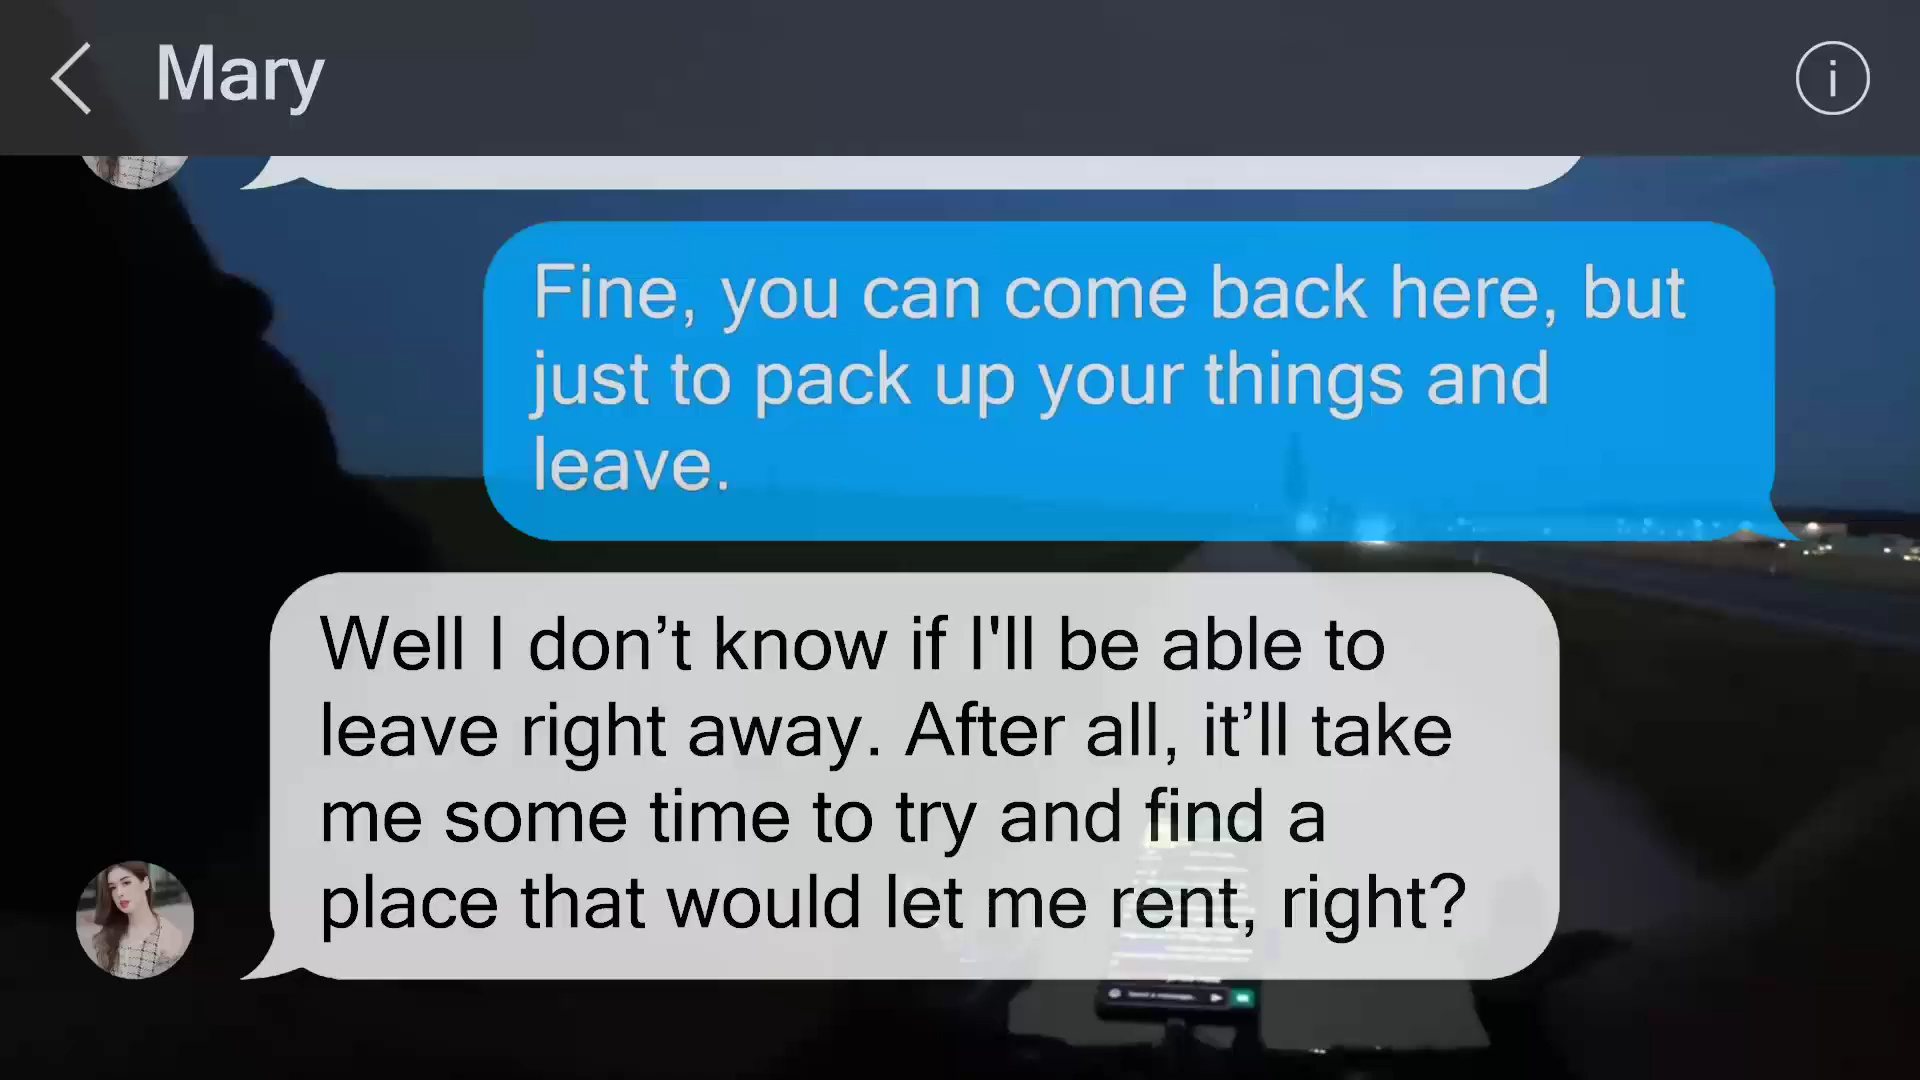 Mary
Fine, you can come back here, but
just to pack up your things and
leave.
Well I don’t know if I'll be able to
leave right away. After all, it’ll take
me some time to try and find a
place that would let me rent, right?